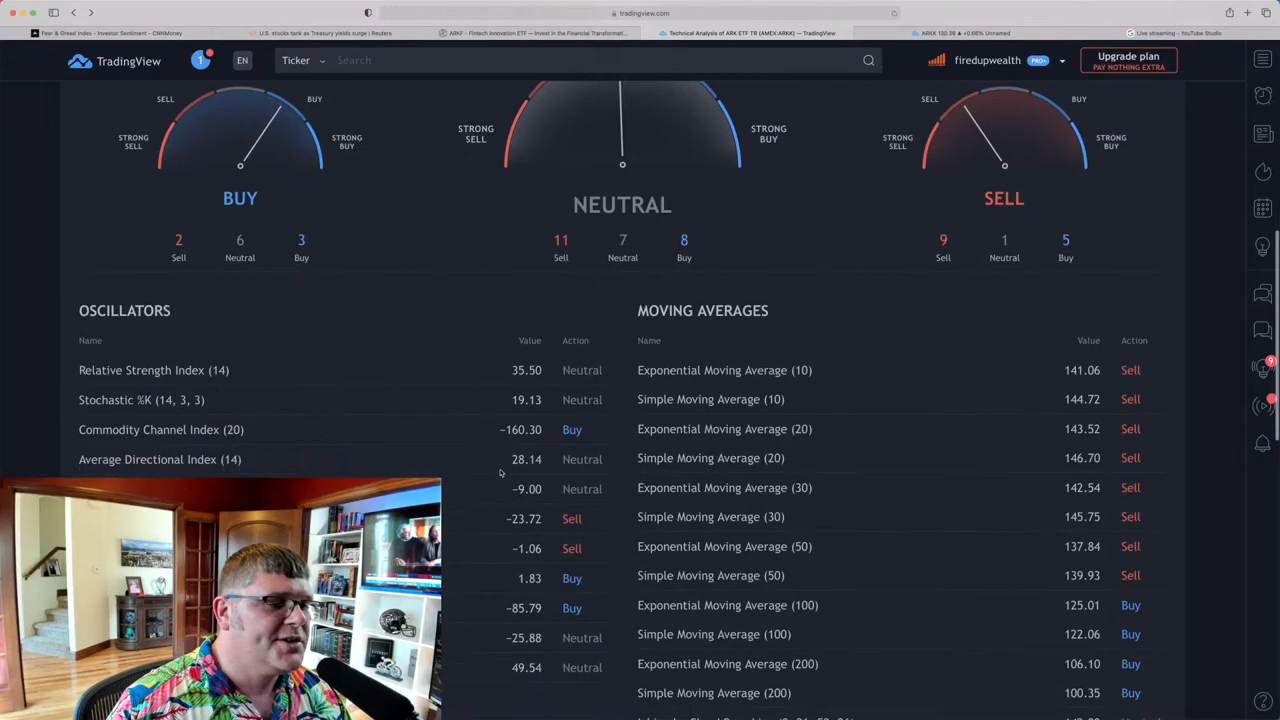 tradingview.com
Fear & Greed Index - Investor Sentiment - CNNMoney
U.S. stocks tank as Treasury yields surge | Reuters
ARKF - Fintech Innovation ETF — Invest in the Financial Transformati...
Technical Analysis of ARK ETF TR (AMEX:ARKK) — TradingView
ARKK 130.38 ▲ +0.66% Unnamed
Live streaming - YouTube Studio
TradingView
1
EN
Ticker
Search
firedupwealth
PRO+
Upgrade plan
PAY NOTHING EXTRA
SELL
BUY
STRONG SELL
STRONG BUY
BUY
2 6 3
Sell Neutral Buy
STRONG SELL
STRONG BUY
NEUTRAL
11 7 8
Sell Neutral Buy
SELL
BUY
STRONG SELL
STRONG BUY
SELL
9 1 5
Sell Neutral Buy
OSCILLATORS
Name Value Action
Relative Strength Index (14) 35.50 Neutral
Stochastic %K (14, 3, 3) 19.13 Neutral
Commodity Channel Index (20) −160.30 Buy
Average Directional Index (14) 28.14 Neutral
−9.00 Neutral
−23.72 Sell
−1.06 Sell
1.83 Buy
−85.79 Buy
−25.88 Neutral
49.54 Neutral
MOVING AVERAGES
Name Value Action
Exponential Moving Average (10) 141.06 Sell
Simple Moving Average (10) 144.72 Sell
Exponential Moving Average (20) 143.52 Sell
Simple Moving Average (20) 146.70 Sell
Exponential Moving Average (30) 142.54 Sell
Simple Moving Average (30) 145.75 Sell
Exponential Moving Average (50) 137.84 Sell
Simple Moving Average (50) 139.93 Sell
Exponential Moving Average (100) 125.01 Buy
Simple Moving Average (100) 122.06 Buy
Exponential Moving Average (200) 106.10 Buy
Simple Moving Average (200) 100.35 Buy
9